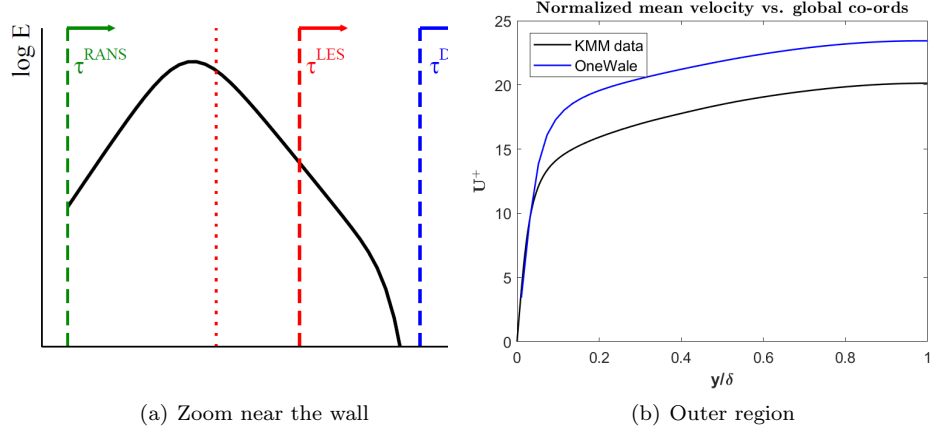 log E
τ^RANS
τ^LES
τ^D
(a) Zoom near the wall
Normalized mean velocity vs. global co-ords
KMM data
OneWale
U⁺
25
20
15
10
5
0
0 0.2 0.4 0.6 0.8 1
y/δ
(b) Outer region